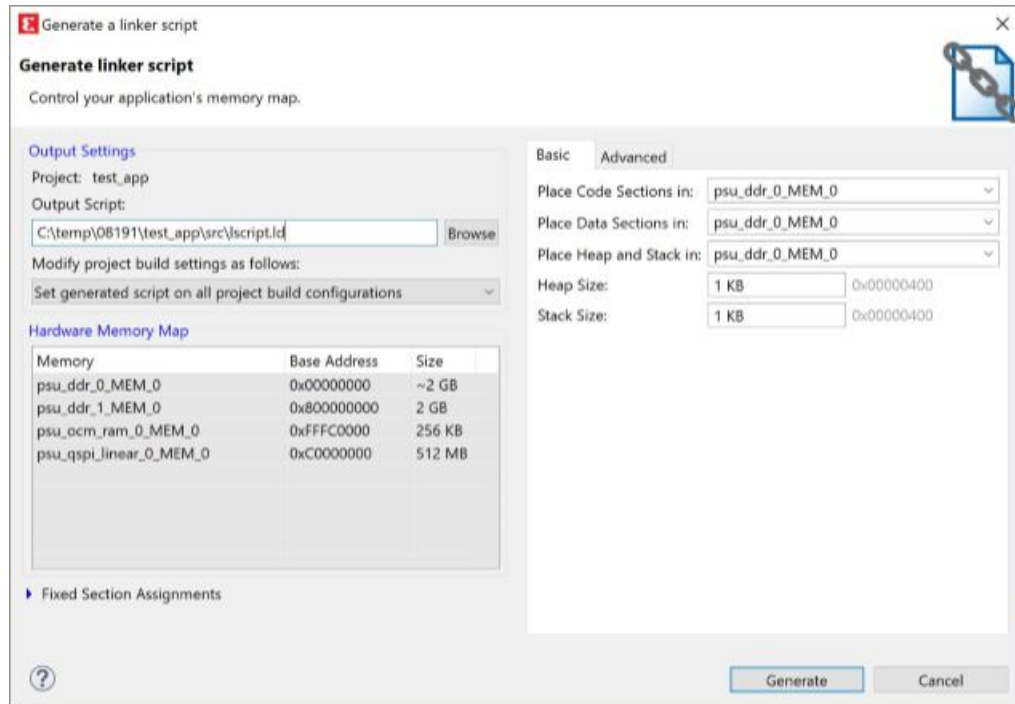 Generate a linker script
Generate linker script
Control your application's memory map.
Output Settings
Project: test_app
Output Script:
C:\temp\08191\test_app\src\lscript.ld
Browse
Modify project build settings as follows:
Set generated script on all project build configurations
Hardware Memory Map
Memory Base Address Size
psu_ddr_0_MEM_0 0x00000000 ~2 GB
psu_ddr_1_MEM_0 0x800000000 2 GB
psu_ocm_ram_0_MEM_0 0xFFFC0000 256 KB
psu_qspi_linear_0_MEM_0 0xC0000000 512 MB
Fixed Section Assignments
Basic Advanced
Place Code Sections in: psu_ddr_0_MEM_0
Place Data Sections in: psu_ddr_0_MEM_0
Place Heap and Stack in: psu_ddr_0_MEM_0
Heap Size: 1 KB 0x00000400
Stack Size: 1 KB 0x00000400
Generate Cancel